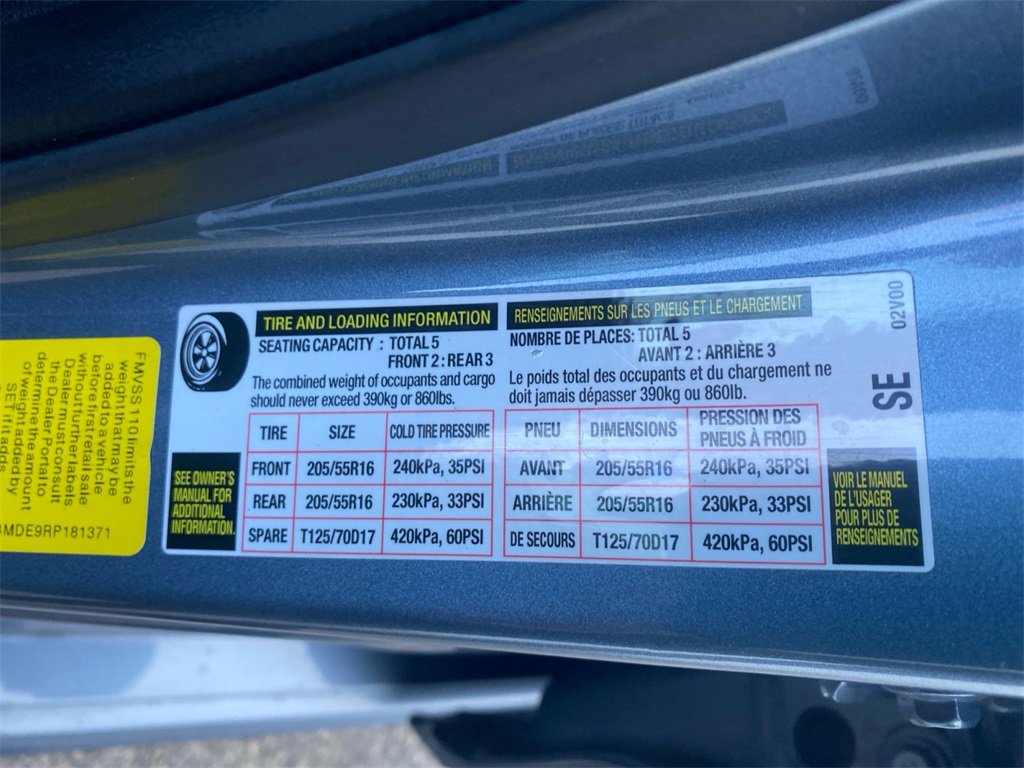 TIRE AND LOADING INFORMATION
SEATING CAPACITY : TOTAL 5
FRONT 2 : REAR 3
The combined weight of occupants and cargo
should never exceed 390kg or 860lbs.
TIRE SIZE COLD TIRE PRESSURE
FRONT 205/55R16 240kPa, 35PSI
REAR 205/55R16 230kPa, 33PSI
SPARE T125/70D17 420kPa, 60PSI
SEE OWNER'S
MANUAL FOR
ADDITIONAL
INFORMATION.
RENSEIGNEMENTS SUR LES PNEUS ET LE CHARGEMENT
NOMBRE DE PLACES: TOTAL 5
AVANT 2 : ARRIÈRE 3
Le poids total des occupants et du chargement ne
doit jamais dépasser 390kg ou 860lb.
PNEU DIMENSIONS PRESSION DES
PNEUS À FROID
AVANT 205/55R16 240kPa, 35PSI
ARRIÈRE 205/55R16 230kPa, 33PSI
DE SECOURS T125/70D17 420kPa, 60PSI
VOIR LE MANUEL
DE L'USAGER
POUR PLUS DE
RENSEIGNEMENTS
02V00
SE
FMVSS 110 limits the
weight that may be
added to a vehicle
before first retail sale
without further labels.
Dealer must consult
the Dealer Portal to
determine the amount
of weight added by
SET if it adds
MDE9RP181371